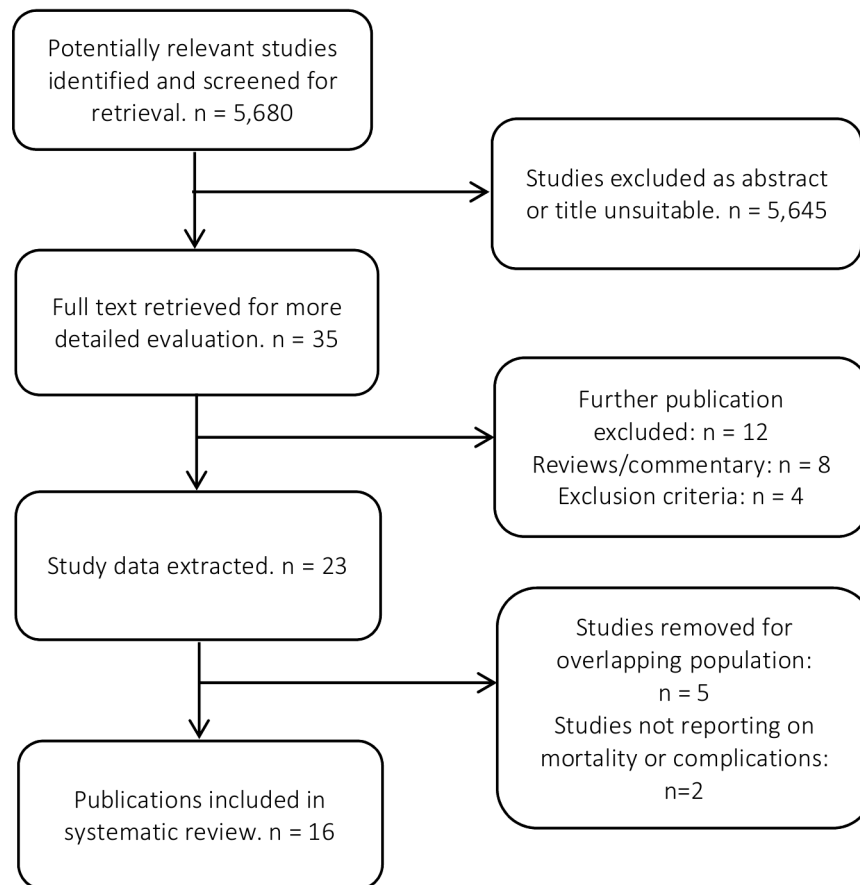 Potentially relevant studies
identified and screened for
retrieval. n = 5,680
Studies excluded as abstract
or title unsuitable. n = 5,645
Full text retrieved for more
detailed evaluation. n = 35
Further publication
excluded: n = 12
Reviews/commentary: n = 8
Exclusion criteria: n = 4
Study data extracted. n = 23
Studies removed for
overlapping population:
n = 5
Studies not reporting on
mortality or complications:
n=2
Publications included in
systematic review. n = 16